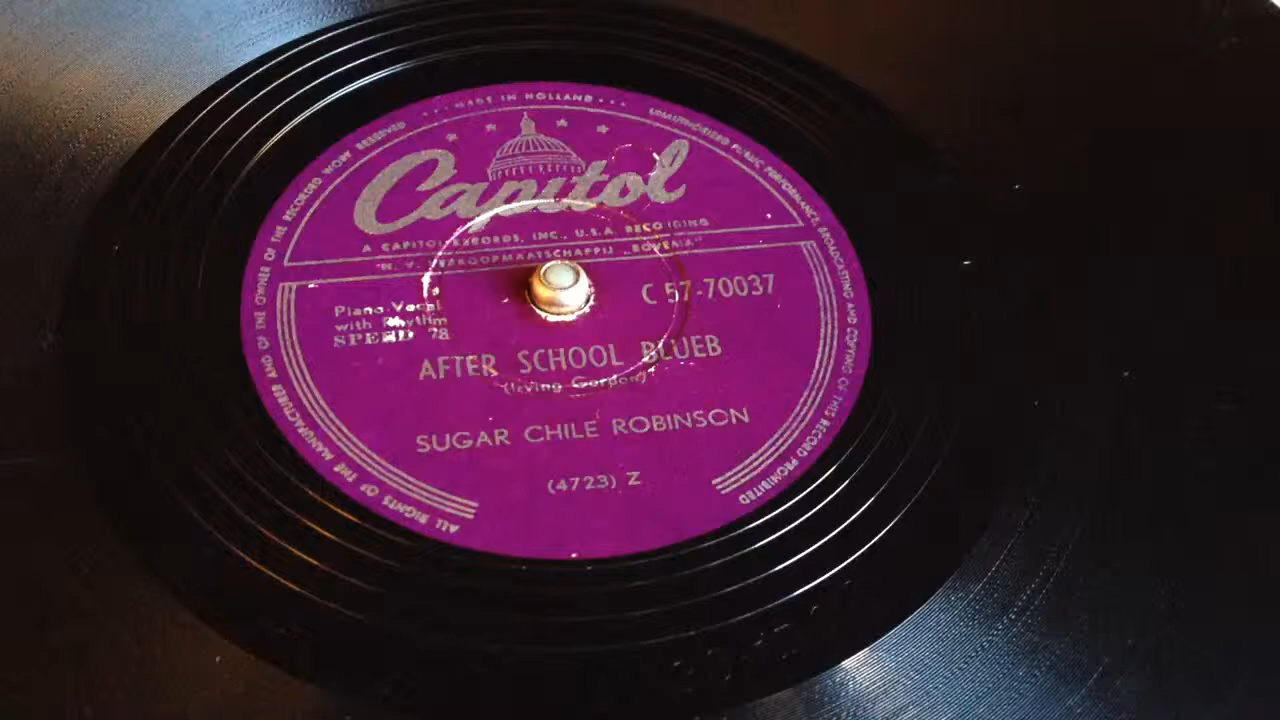 · · · MADE IN HOLLAND · · ·
UNAUTHORISED PUBLIC PERFORMANCE, BROADCASTING AND COPYING OF THIS RECORD PROHIBITED
ALL RIGHTS OF THE MANUFACTURER AND OF THE OWNER OF THE RECORDED WORK RESERVED
Capitol
A CAPITOL RECORDS, INC., U.S.A. RECORDING
"N. V. VERKOOPMAATSCHAPPIJ „BOVEMA"
C 57-70037
Piano-Vocal
with Rhythm
SPEED 78
AFTER SCHOOL BLUEB
(Irving Gordon)
SUGAR CHILE ROBINSON
(4723) Z